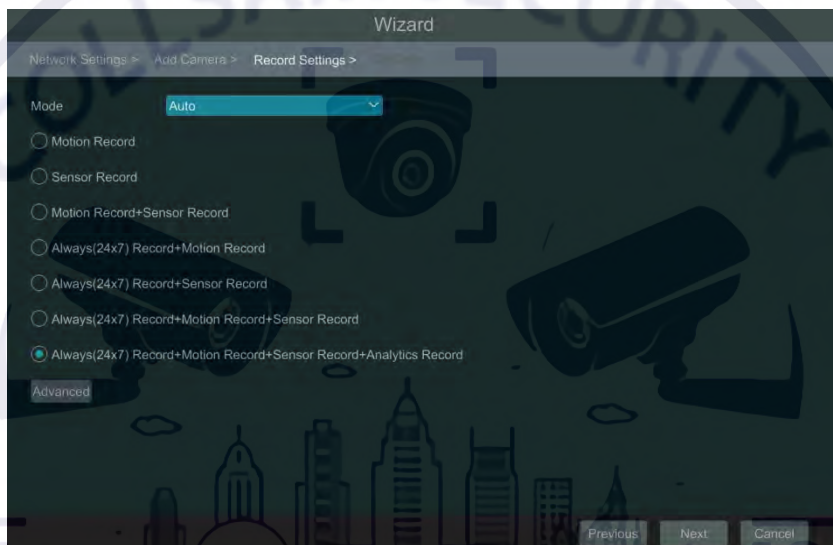 Wizard
Network Settings > Add Camera > Record Settings >
Mode Auto
Motion Record
Sensor Record
Motion Record+Sensor Record
Always(24x7) Record+Motion Record
Always(24x7) Record+Sensor Record
Always(24x7) Record+Motion Record+Sensor Record
Always(24x7) Record+Motion Record+Sensor Record+Analytics Record
Advanced
Previous Next Cancel